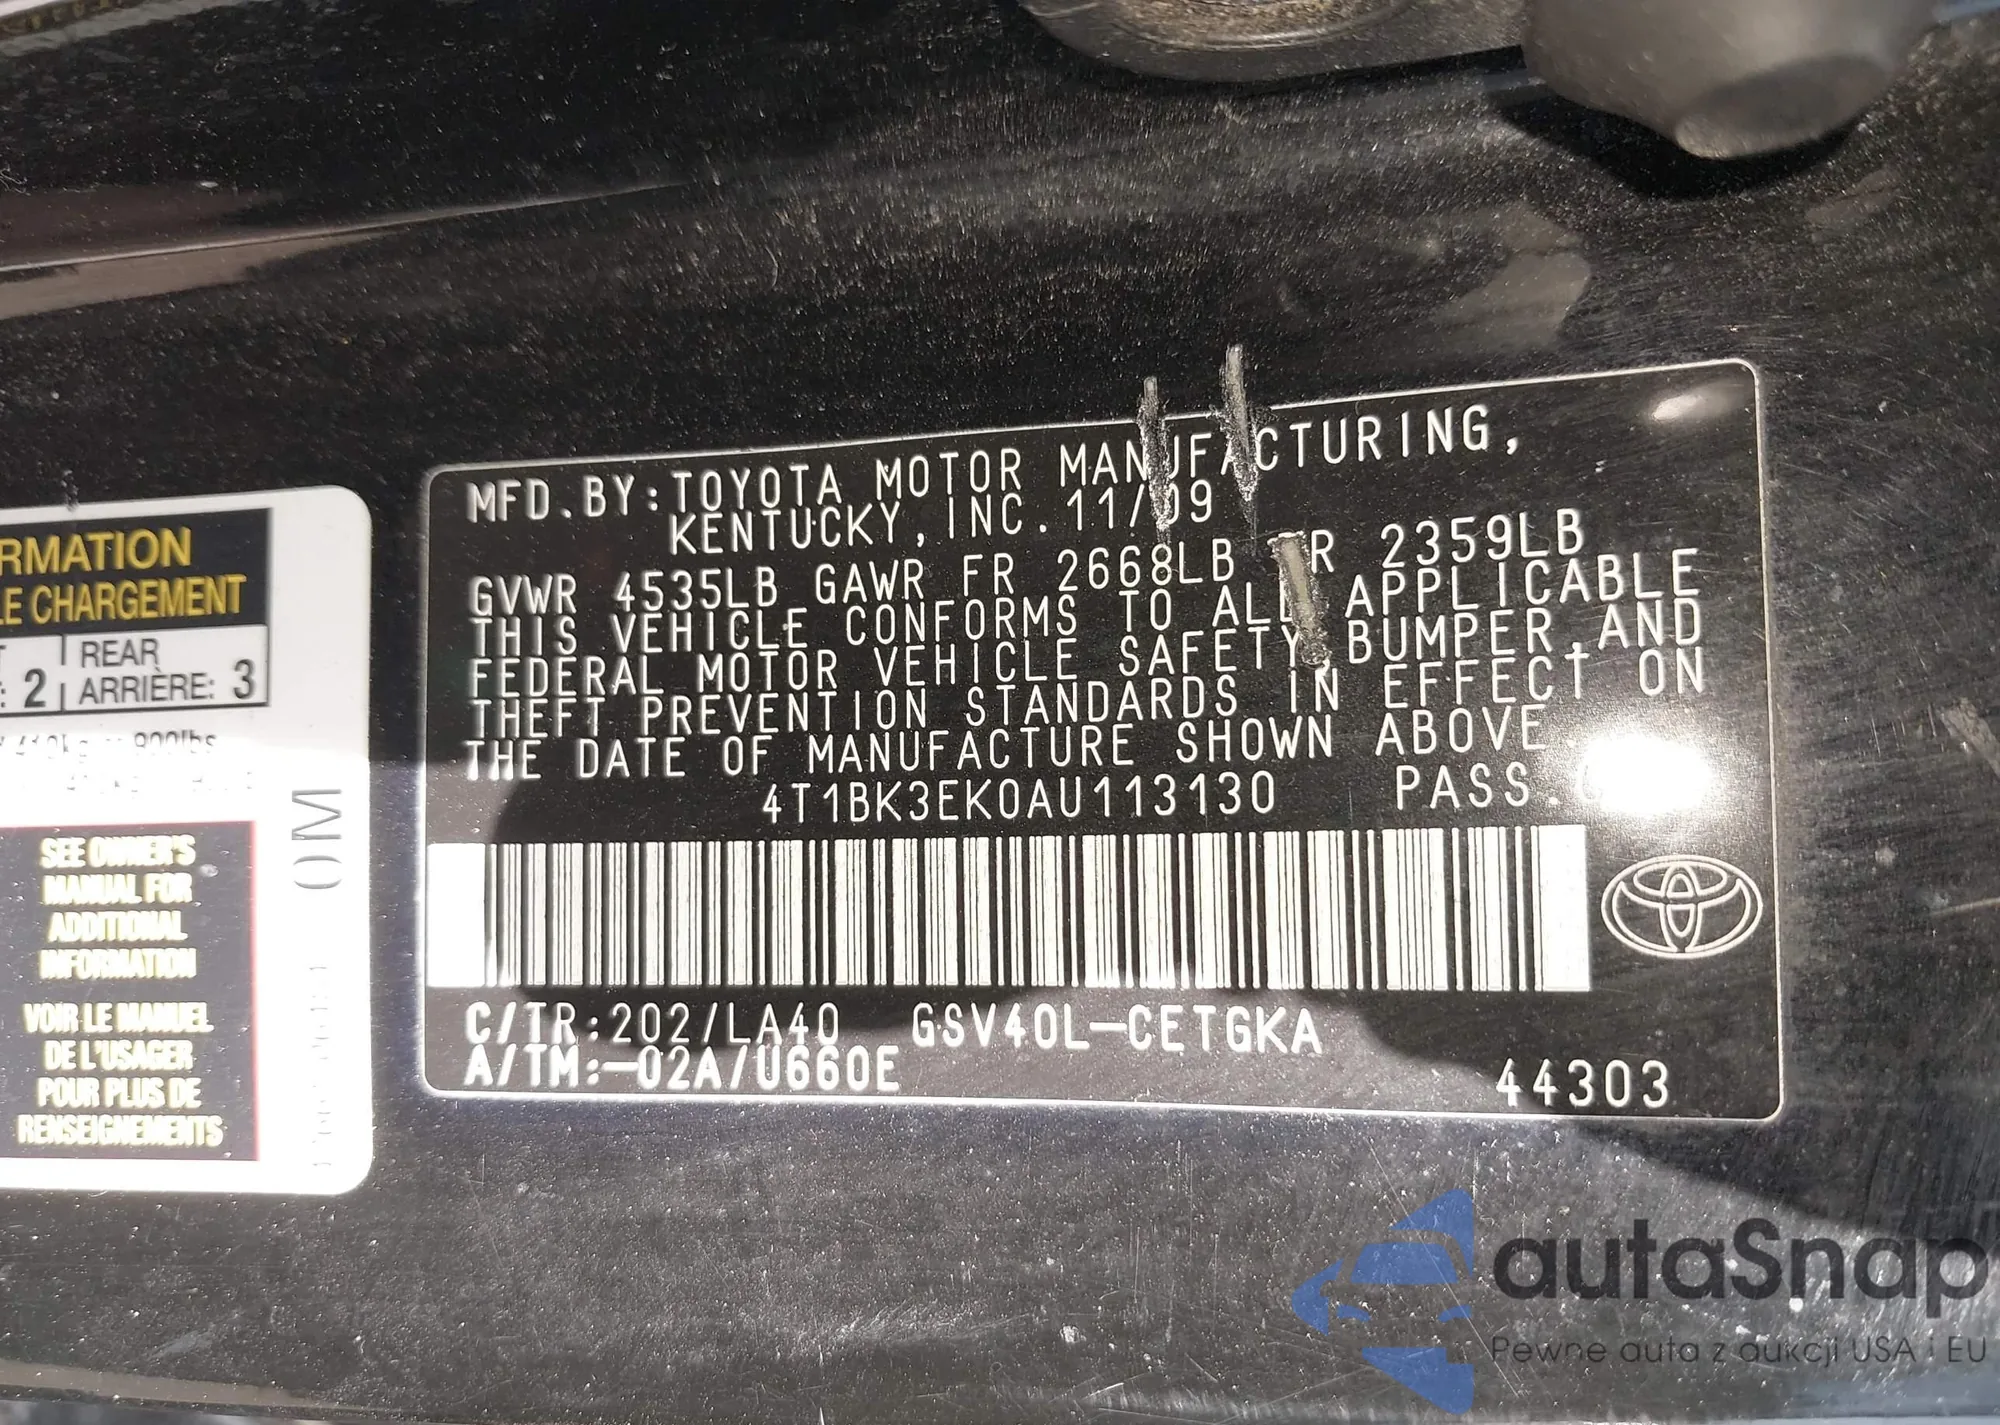 RMATION
LE CHARGEMENT
REAR
: 2 ARRIÈRE: 3
SEE OWNER'S
MANUAL FOR
ADDITIONAL
INFORMATION
VOIR LE MANUEL
DE L'USAGER
POUR PLUS DE
RENSEIGNEMENTS
0M
MFD.BY:TOYOTA MOTOR MANUFACTURING,
KENTUCKY,INC.11/09
GVWR 4535LB GAWR FR 2668LB R 2359LB
THIS VEHICLE CONFORMS TO ALL APPLICABLE
FEDERAL MOTOR VEHICLE SAFETY, BUMPER,AND
THEFT PREVENTION STANDARDS IN EFFECT ON
THE DATE OF MANUFACTURE SHOWN ABOVE.
4T1BK3EK0AU113130 PASS.
C/TR:202/LA40 GSV40L-CETGKA
A/TM:-02A/U660E
44303
autaSnap
Pewne auta z aukcji USA i EU